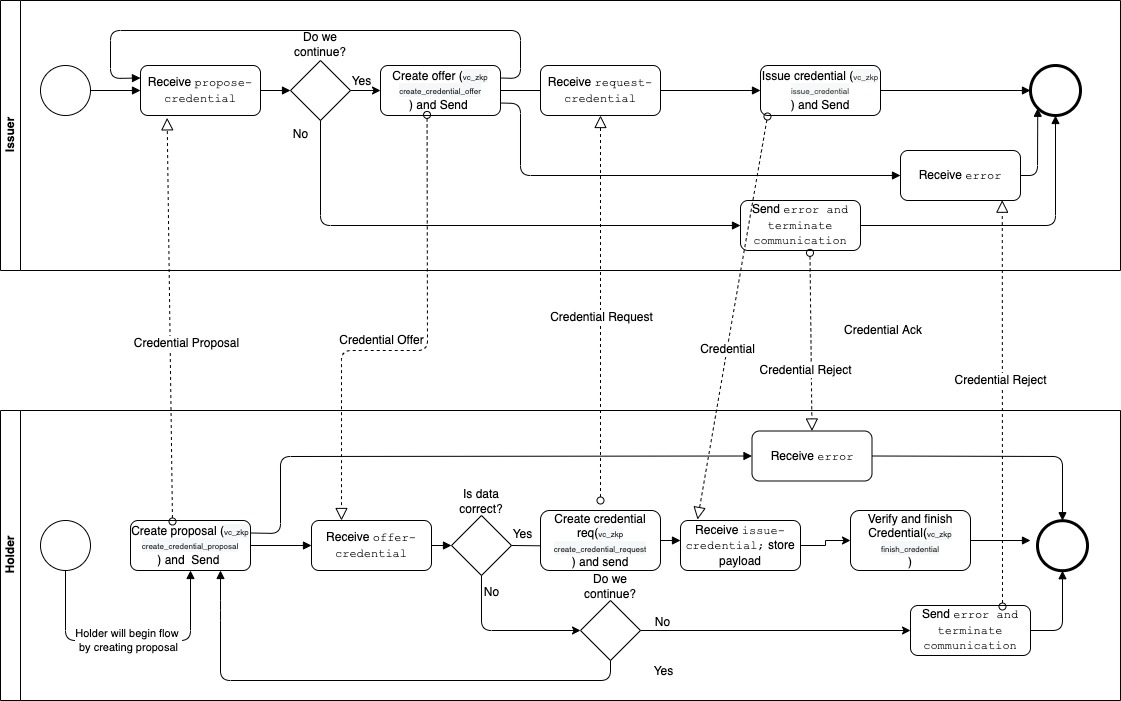 Issuer
Do we
continue?
Receive propose-
credential
Yes
No
Create offer (vc_zkp
create_credential_offer
) and Send
Receive request-
credential
Issue credential (vc_zkp
issue_credential
) and Send
Receive error
Send error and
terminate
communication
Credential Proposal
Credential Offer
Credential Request
Credential
Credential Ack
Credential Reject
Credential Reject
Holder
Receive error
Create proposal (vc_zkp
create_credential_proposal
) and  Send
Receive offer-
credential
Is data
correct?
Yes
No
Create credential
req(vc_zkp
create_credential_request
) and send
Receive issue-
credential; store
payload
Verify and finish
Credential(vc_zkp
finish_credential
)
Do we
continue?
No
Yes
Send error and
terminate
communication
Holder will begin flow
by creating proposal